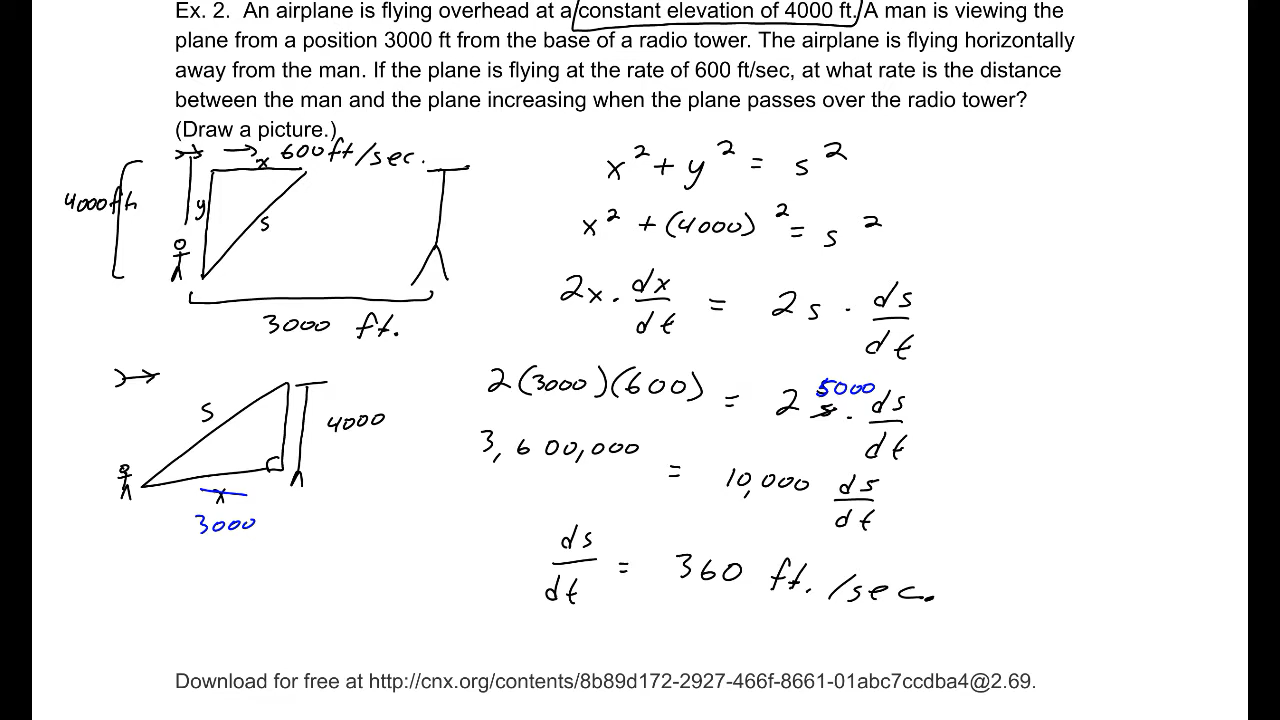 Ex. 2. An airplane is flying overhead at a constant elevation of 4000 ft. A man is viewing the
plane from a position 3000 ft from the base of a radio tower. The airplane is flying horizontally
away from the man. If the plane is flying at the rate of 600 ft/sec, at what rate is the distance
between the man and the plane increasing when the plane passes over the radio tower?
(Draw a picture.)
x 600 ft/sec.
4000 ft
y
s
3000 ft.
s
4000
x
3000
x² + y² = s²
x² + (4000)² = s²
2x · dx/dt = 2s · ds/dt
2(3000)(600) = 2 s 5000 · ds/dt
3,600,000 = 10,000 ds/dt
ds/dt = 360 ft./sec.
Download for free at http://cnx.org/contents/8b89d172-2927-466f-8661-01abc7ccdba4@2.69.